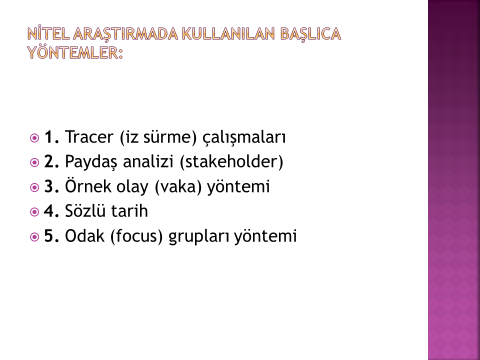 NİTEL ARAŞTIRMADA KULLANILAN BAŞLICA
YÖNTEMLER:
1. Tracer (iz sürme) çalışmaları
2. Paydaş analizi (stakeholder)
3. Örnek olay (vaka) yöntemi
4. Sözlü tarih
5. Odak (focus) grupları yöntemi